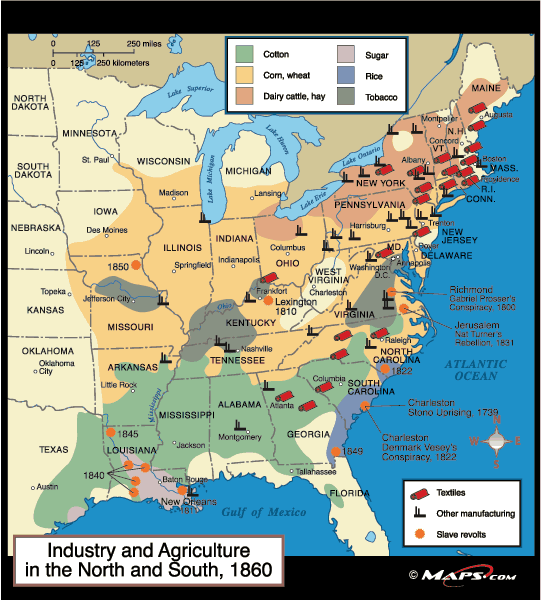 0 125 250 miles
0 125 250 kilometers
Cotton
Corn, wheat
Dairy cattle, hay
Sugar
Rice
Tobacco
Lake Superior
Lake Michigan
Lake Huron
Lake Ontario
Lake Erie
NORTH
DAKOTA
MINNESOTA
St. Paul
SOUTH
DAKOTA
WISCONSIN
Madison
MICHIGAN
Lansing
MAINE
Augusta
Montpelier
N.H.
Concord
VT.
Boston
MASS.
Providence
R.I.
CONN.
Albany
NEW YORK
PENNSYLVANIA
Harrisburg
Trenton
NEW
JERSEY
Dover
DELAWARE
MD.
Annapolis
Washington
D.C.
IOWA
Des Moines
NEBRASKA
Lincoln
ILLINOIS
Springfield
INDIANA
Indianapolis
OHIO
Columbus
WEST
VIRGINIA
Charleston
VIRGINIA
Richmond
Gabriel Prosser's
Conspiracy, 1800
Jerusalem
Nat Turner's
Rebellion, 1831
1850
Topeka
KANSAS
Jefferson City
MISSOURI
Ohio
Frankfort
Lexington
1810
KENTUCKY
Nashville
TENNESSEE
Raleigh
NORTH
CAROLINA
1822
OKLAHOMA
Oklahoma
City
ARKANSAS
Little Rock
Mississippi
MISSISSIPPI
Jackson
ALABAMA
Montgomery
Atlanta
GEORGIA
Columbia
SOUTH
CAROLINA
Charleston
Stono Uprising, 1739
Charleston
Denmark Vesey's
Conspiracy, 1822
1849
ATLANTIC
OCEAN
N
W E
S
TEXAS
Austin
1845
LOUISIANA
1840
Baton Rouge
New Orleans
1811
Tallahassee
FLORIDA
Gulf of Mexico
Textiles
Other manufacturing
Slave revolts
Industry and Agriculture
in the North and South, 1860
© MAPS.COM